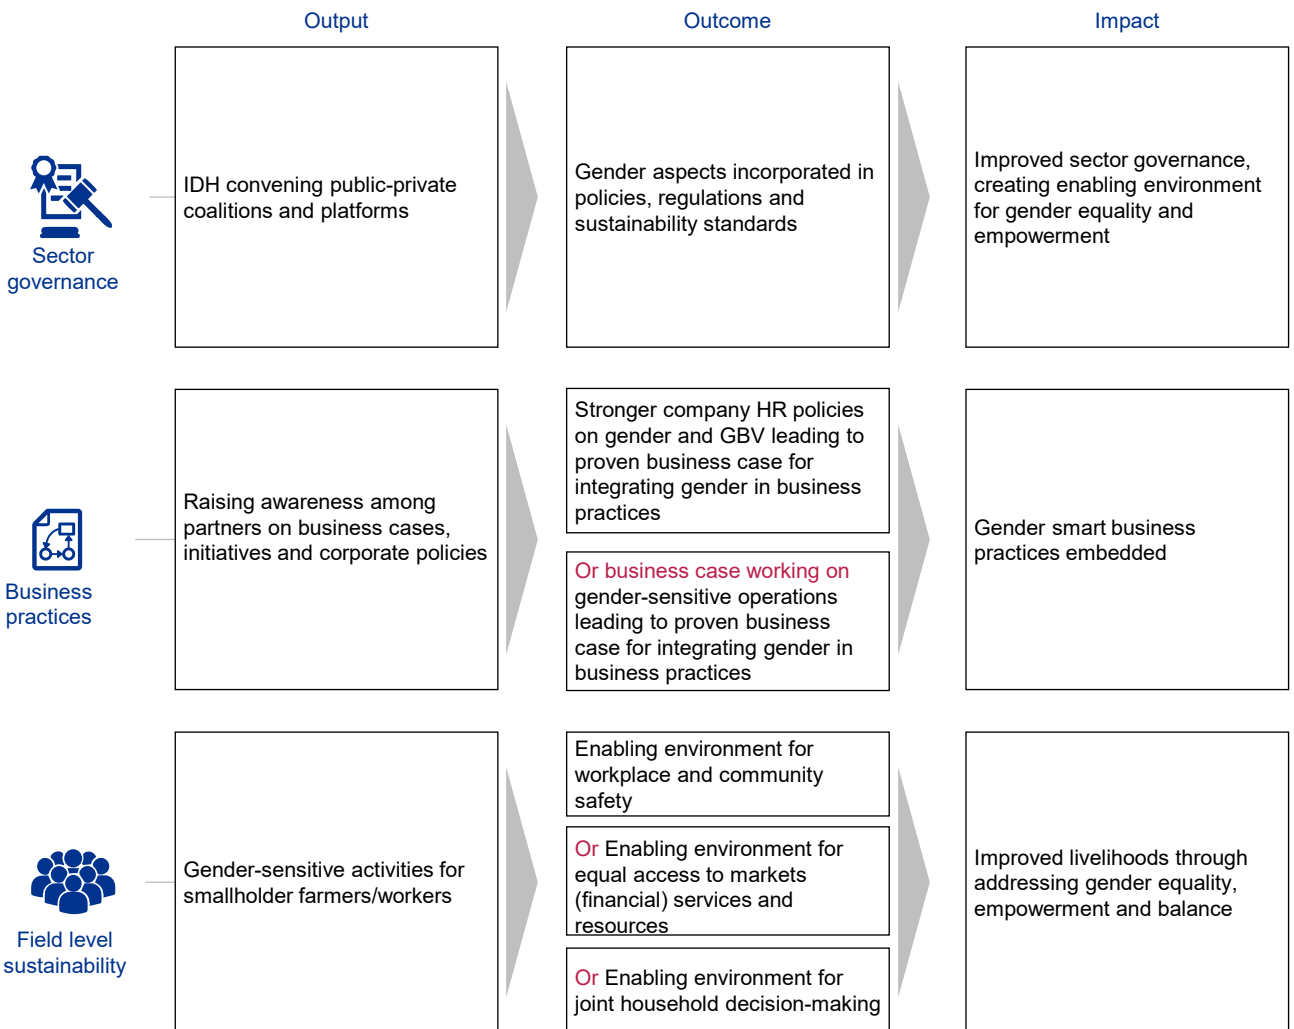 Output
Outcome
Impact
Sector
governance
IDH convening public-private
coalitions and platforms
Gender aspects incorporated in
policies, regulations and
sustainability standards
Improved sector governance,
creating enabling environment
for gender equality and
empowerment
Business
practices
Raising awareness among
partners on business cases,
initiatives and corporate policies
Stronger company HR policies
on gender and GBV leading to
proven business case for
integrating gender in business
practices
Or business case working on
gender-sensitive operations
leading to proven business
case for integrating gender in
business practices
Gender smart business
practices embedded
Field level
sustainability
Gender-sensitive activities for
smallholder farmers/workers
Enabling environment for
workplace and community
safety
Or Enabling environment for
equal access to markets
(financial) services and
resources
Or Enabling environment for
joint household decision-making
Improved livelihoods through
addressing gender equality,
empowerment and balance